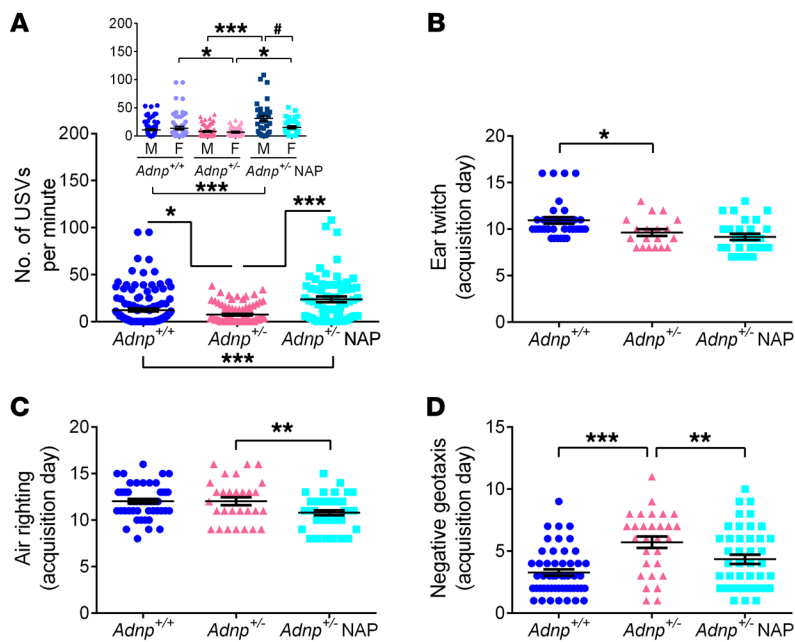 A
200
150
100
50
0
*** #
* *
M F M F M F
Adnp+/+ Adnp+/- Adnp+/- NAP
***
* ***
No. of USVs
per minute
200
150
100
50
0
Adnp+/+ Adnp+/- Adnp+/- NAP
***
B
Ear twitch
(acquisition day)
20
15
10
5
0
*
Adnp+/+ Adnp+/- Adnp+/- NAP
C
Air righting
(acquisition day)
20
15
10
5
0
**
Adnp+/+ Adnp+/- Adnp+/- NAP
D
Negative geotaxis
(acquisition day)
15
10
5
0
*** **
Adnp+/+ Adnp+/- Adnp+/- NAP